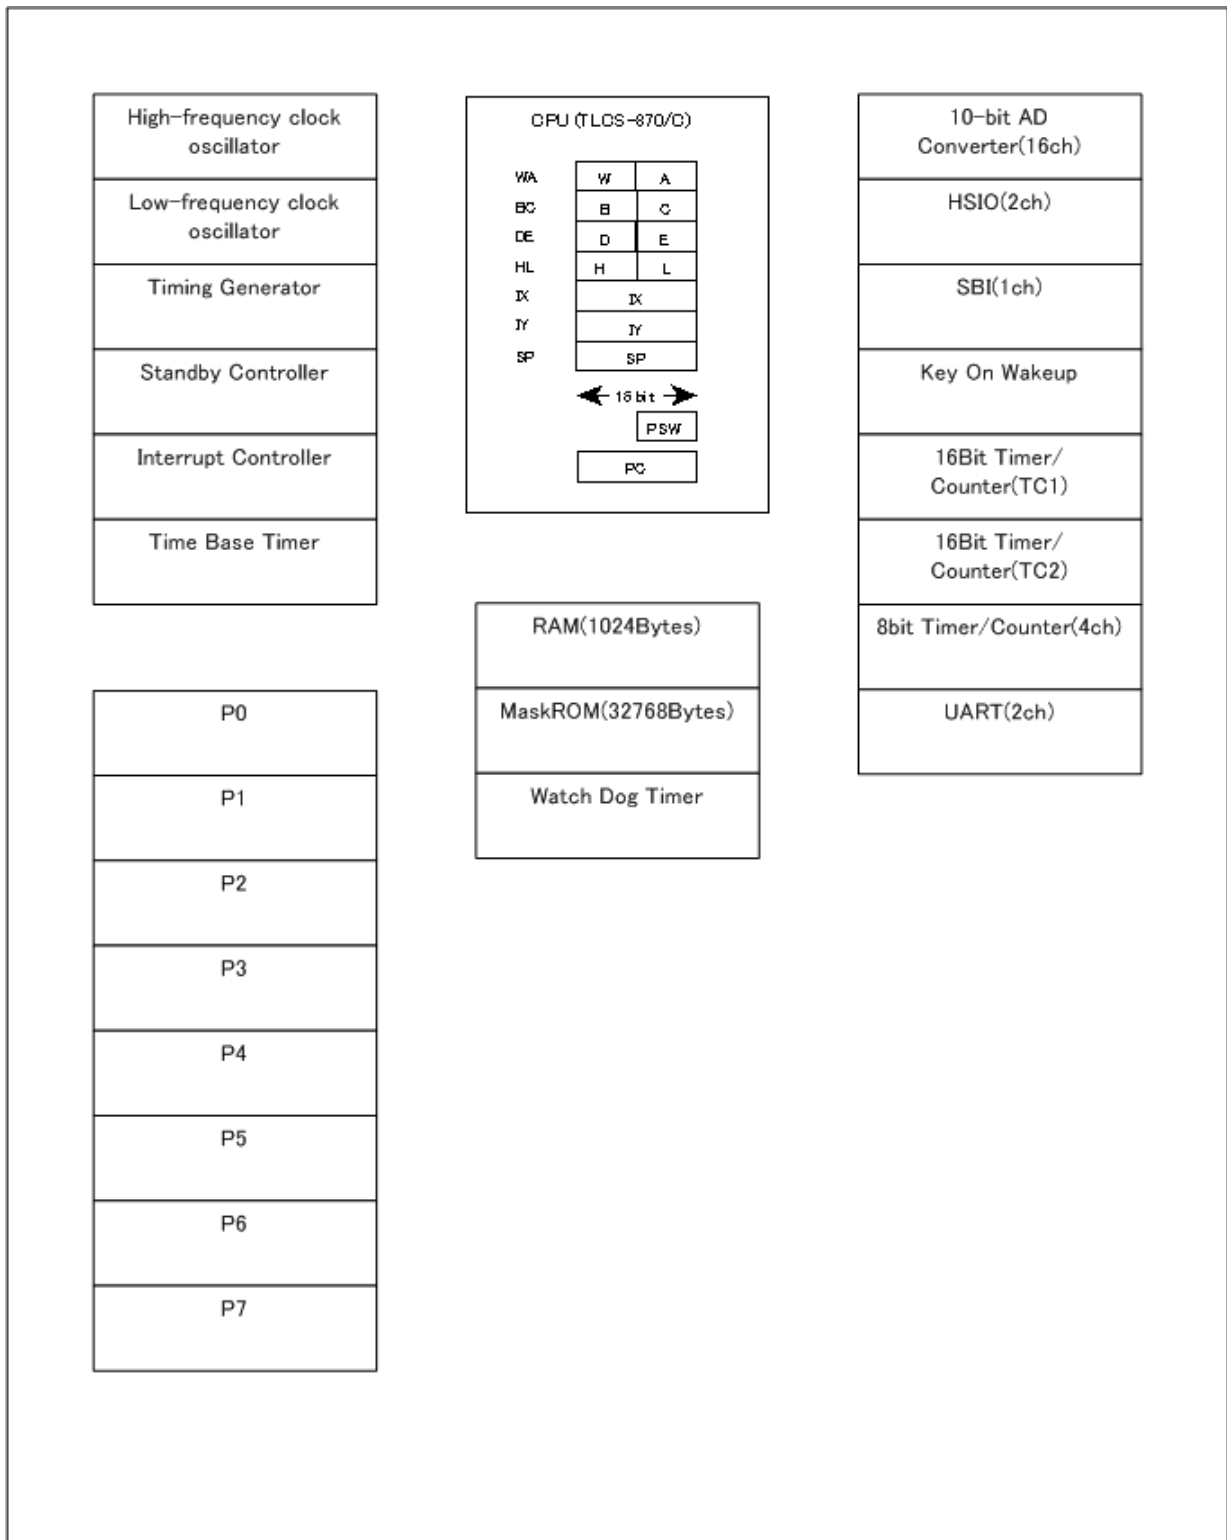 High-frequency clock
oscillator
Low-frequency clock
oscillator
Timing Generator
Standby Controller
Interrupt Controller
Time Base Timer
P0
P1
P2
P3
P4
P5
P6
P7
CPU (TLCS-870/C)
WA W A
BC B C
DE D E
HL H L
IX IX
IY IY
SP SP
16 bit
PSW
PC
RAM(1024Bytes)
MaskROM(32768Bytes)
Watch Dog Timer
10-bit AD
Converter(16ch)
HSIO(2ch)
SBI(1ch)
Key On Wakeup
16Bit Timer/
Counter(TC1)
16Bit Timer/
Counter(TC2)
8bit Timer/Counter(4ch)
UART(2ch)